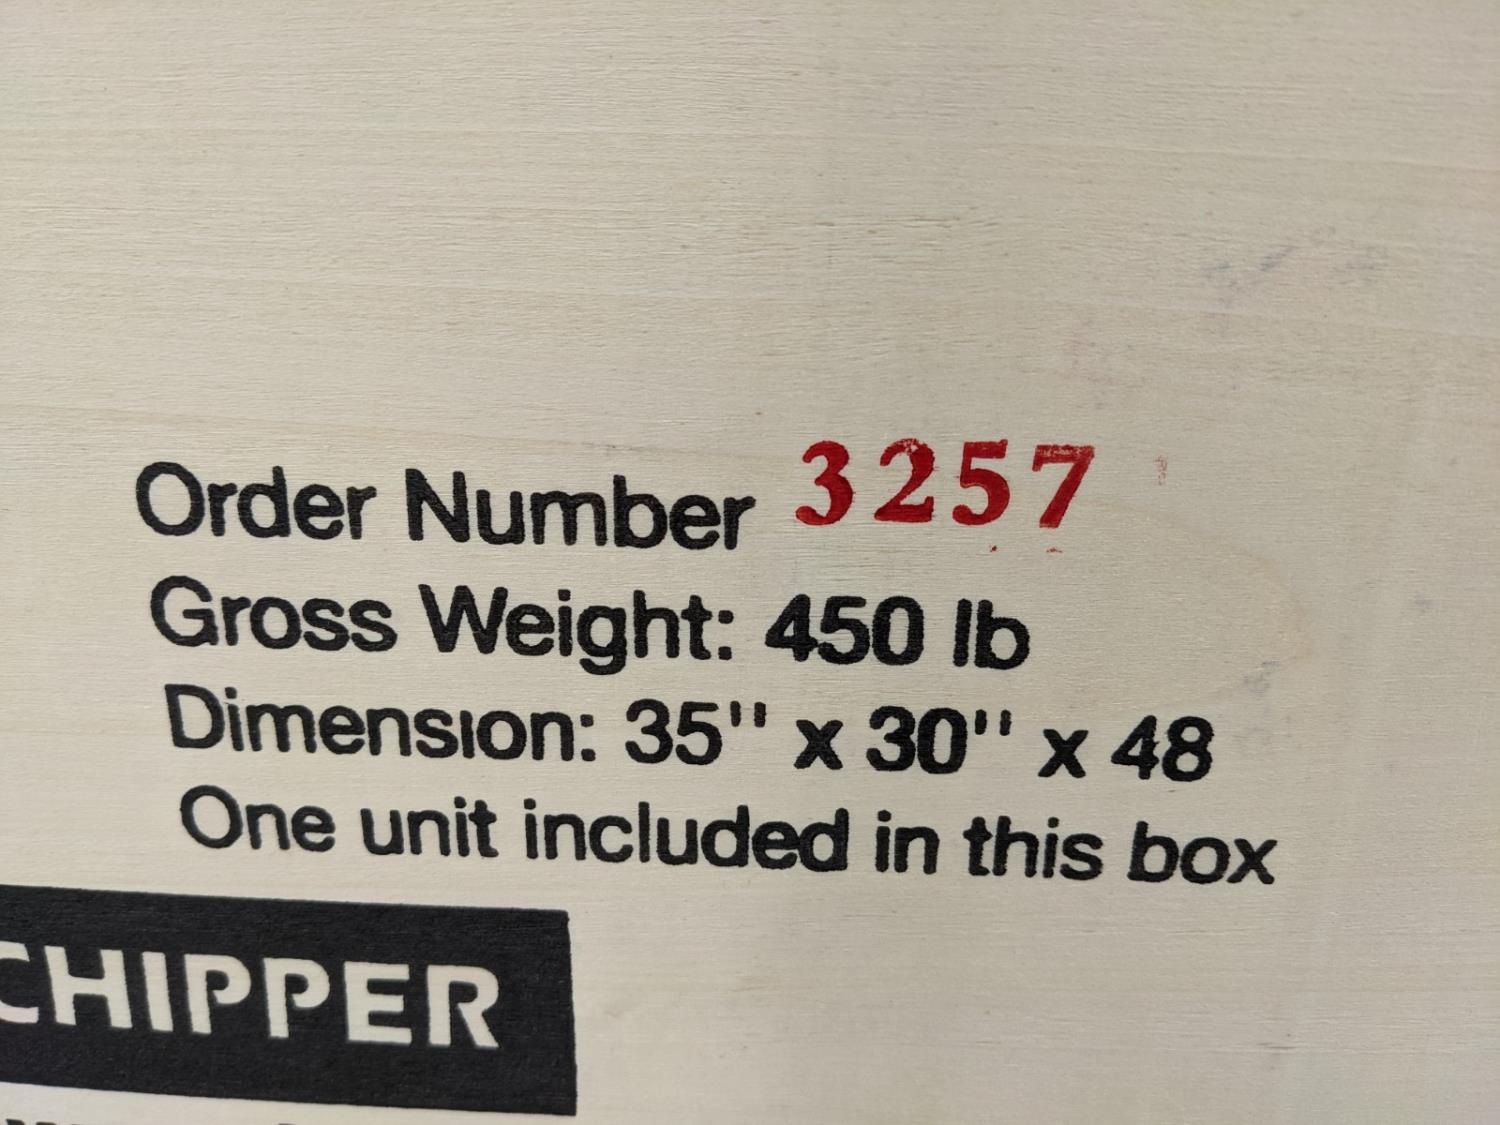 Order Number 3257
Gross Weight: 450 lb
Dimension: 35" x 30" x 48
One unit included in this box
CHIPPER